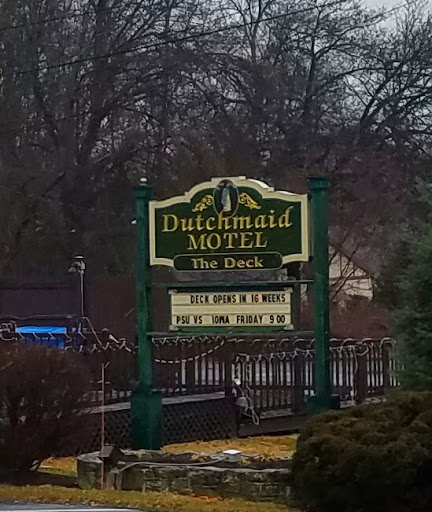 Dutchmaid
MOTEL
The Deck
DECK OPENS IN 16 WEEKS
PSU VS IOWA FRIDAY 9 00